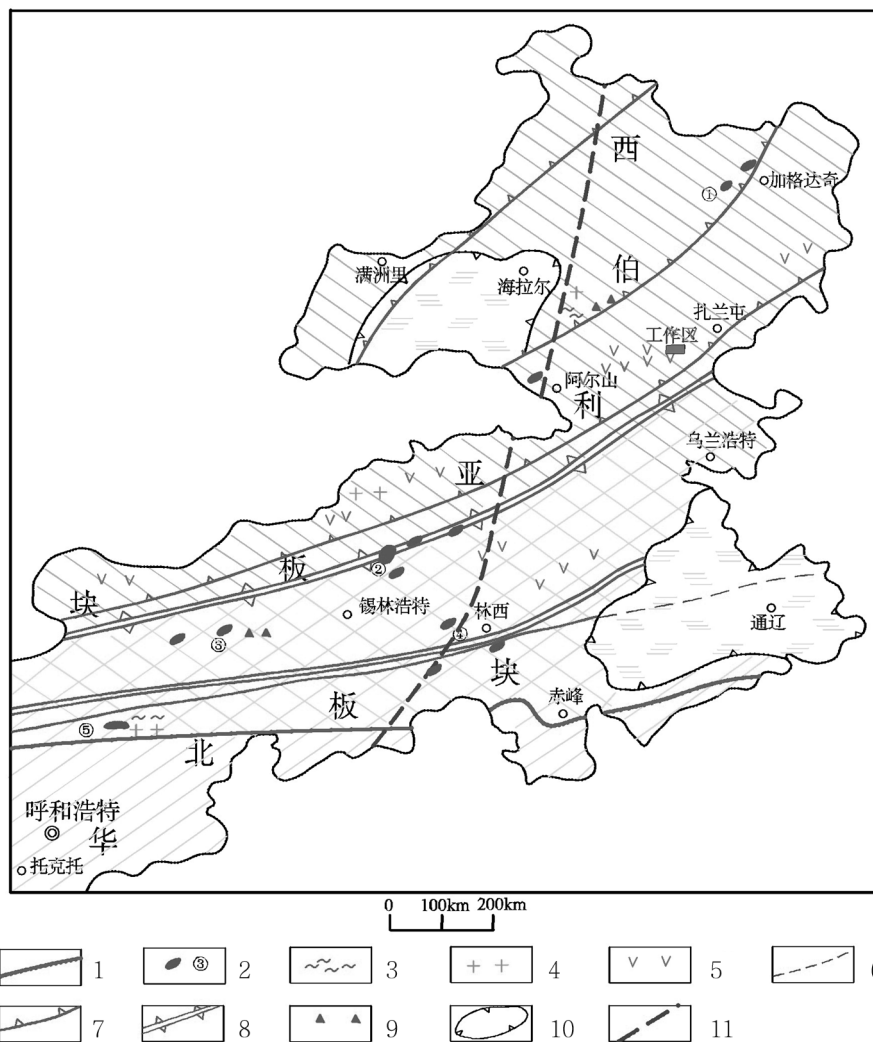 西
加格达奇
①
伯
满洲里
海拉尔
扎兰屯
工作区
阿尔山
利
乌兰浩特
亚
②
板
块
锡林浩特
林西
④
通辽
③
块
赤峰
板
⑤
北
呼和浩特
华
托克托
0 100km 200km
1 ③ 2 3 4 5 6
7 8 9 10 11